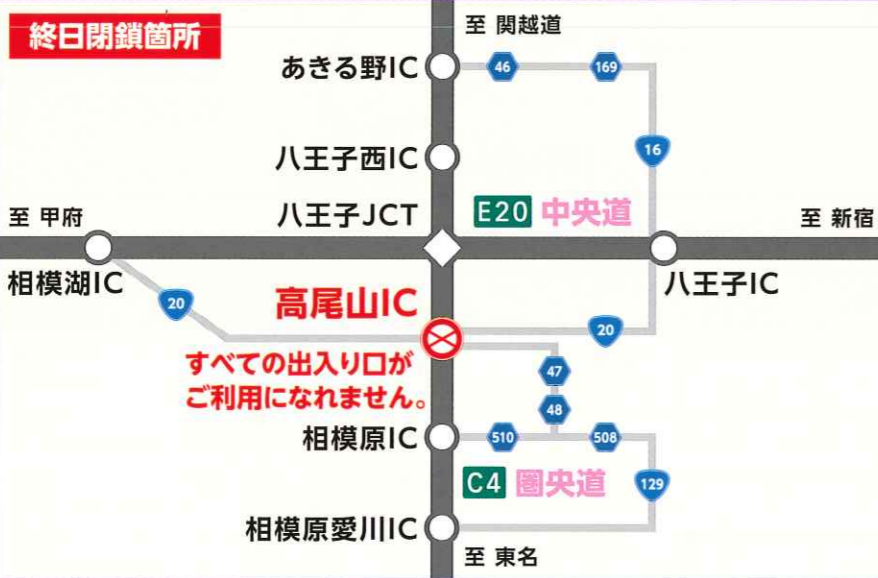 終日閉鎖箇所
至 関越道
あきる野IC
46
169
八王子西IC
16
至 甲府
八王子JCT
E20 中央道
至 新宿
相模湖IC
八王子IC
20
高尾山IC
20
すべての出入り口が
ご利用になれません。
47
48
相模原IC
510
508
C4 圏央道
129
相模原愛川IC
至 東名